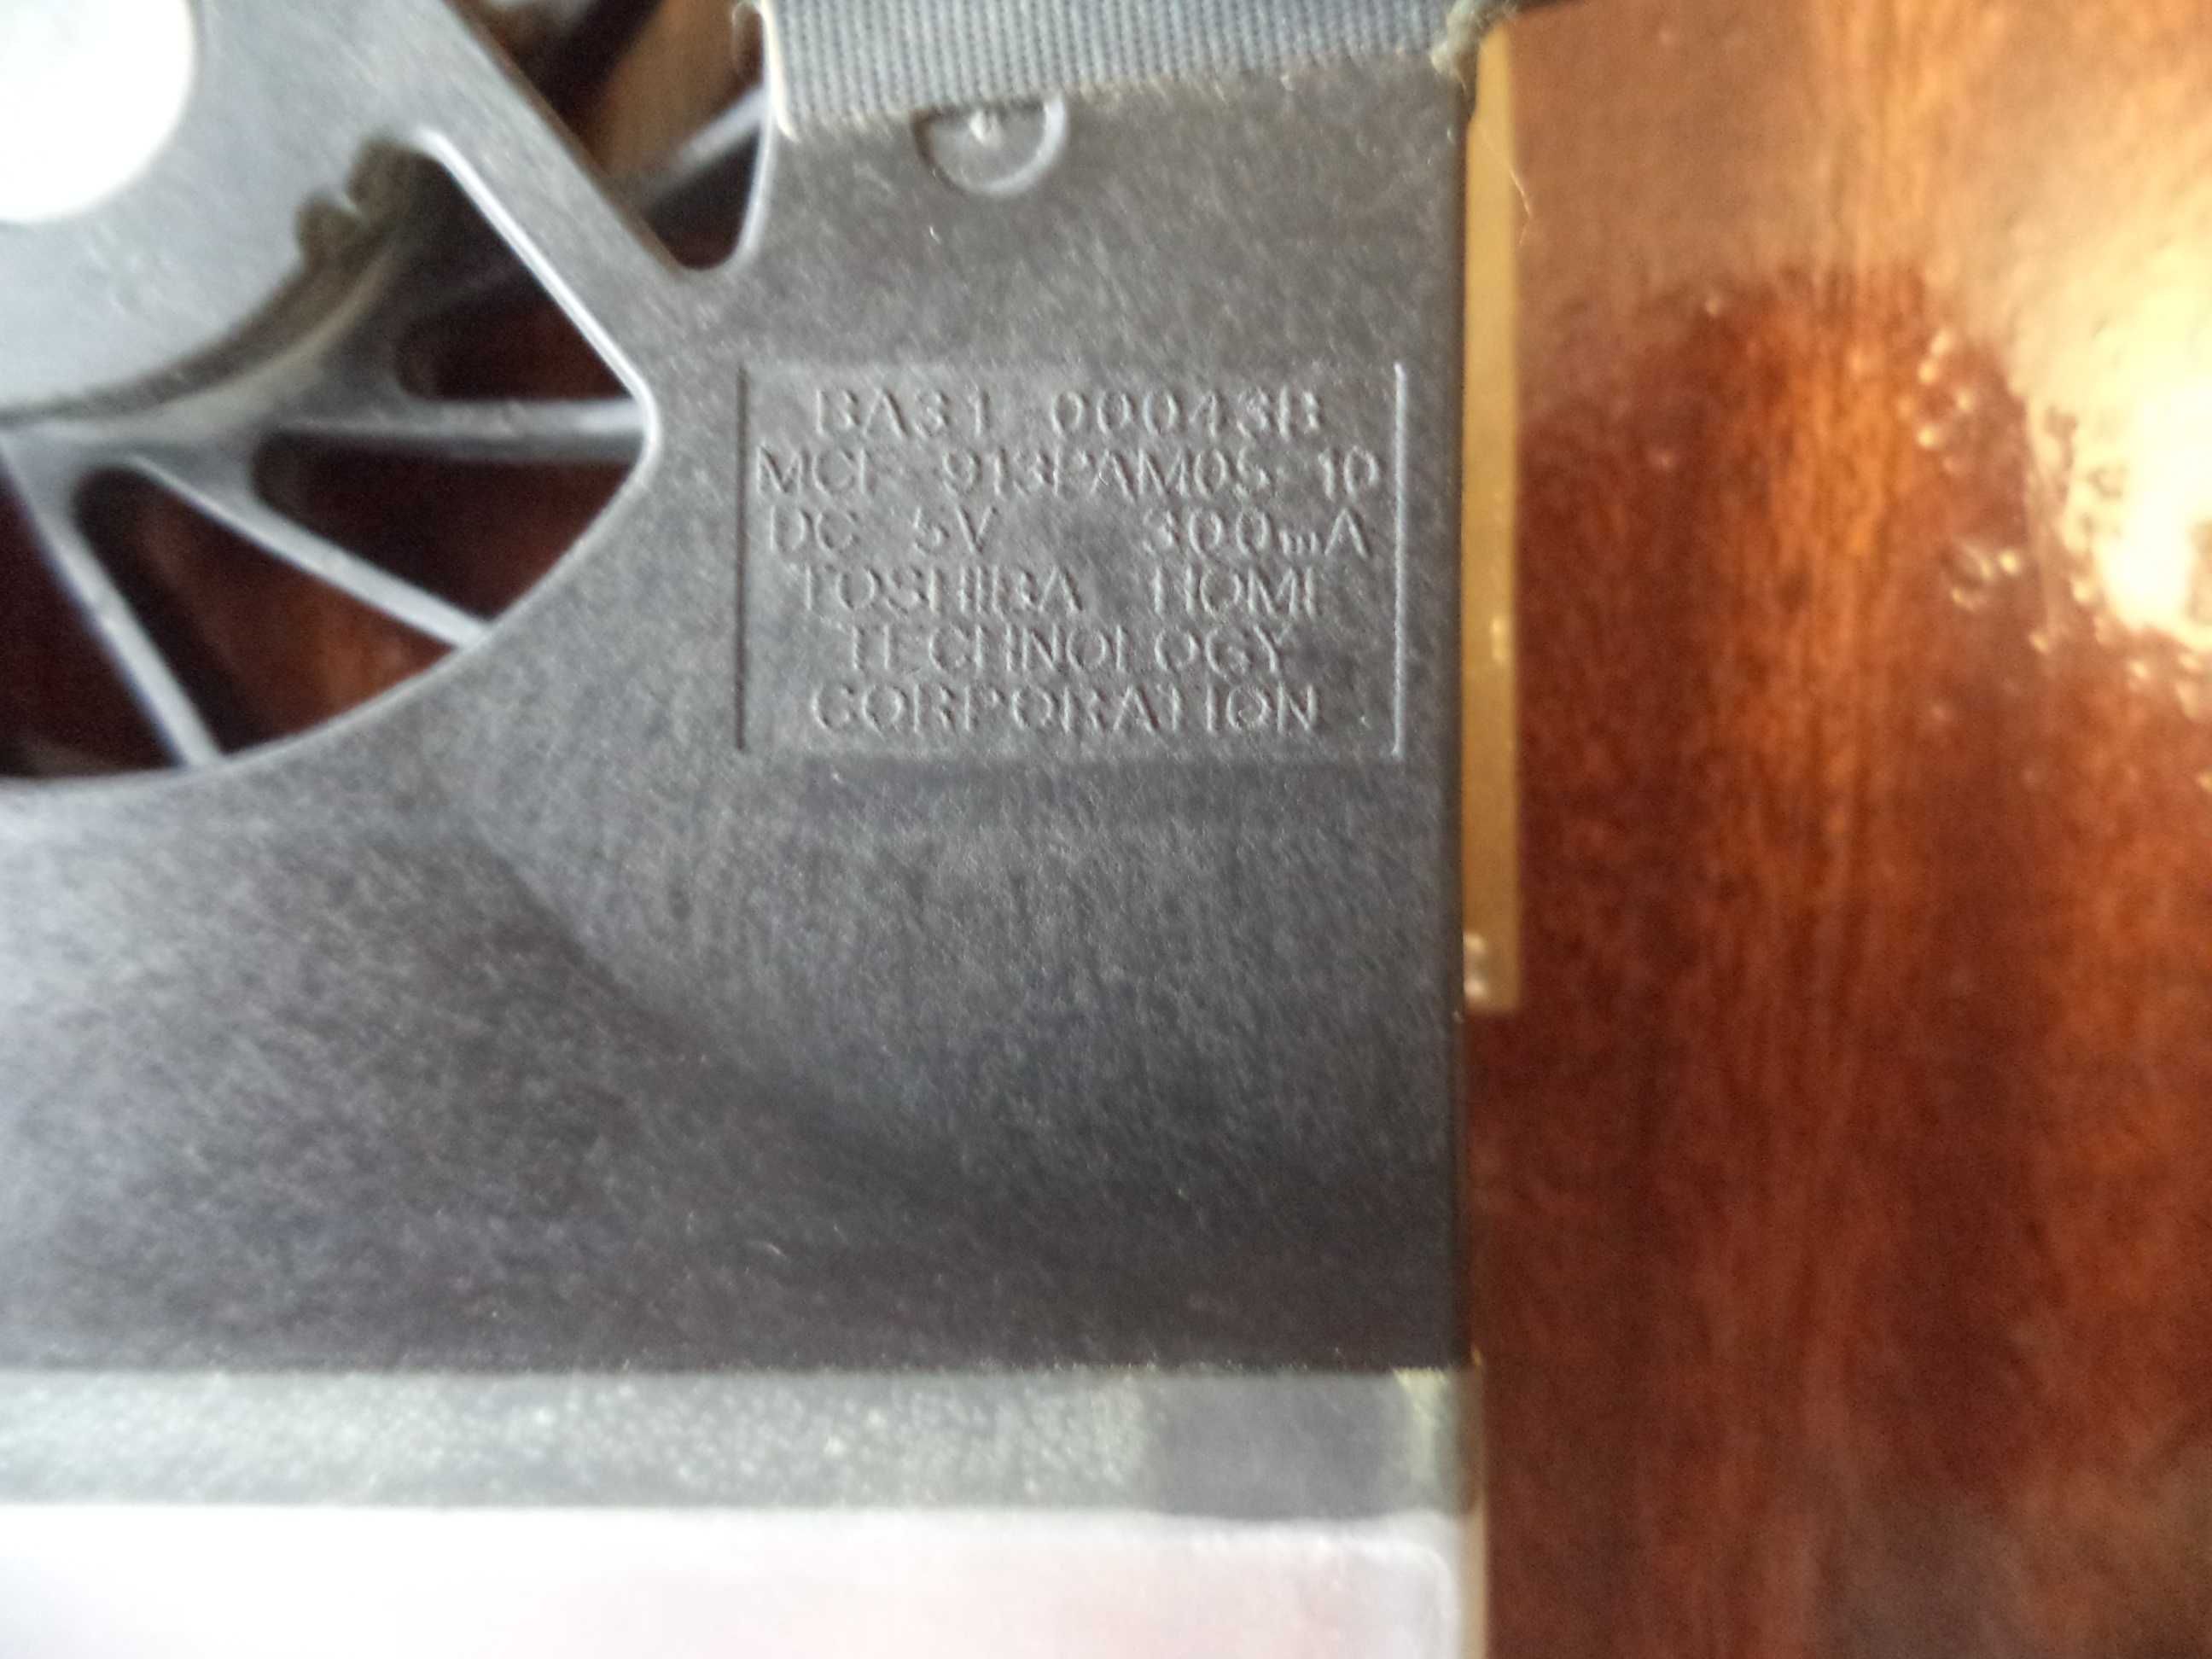 BA31 00043B
MCF 913PAM05 10
DC 5V 300mA
TOSHIBA HOME
TECHNOLOGY
CORPORATION